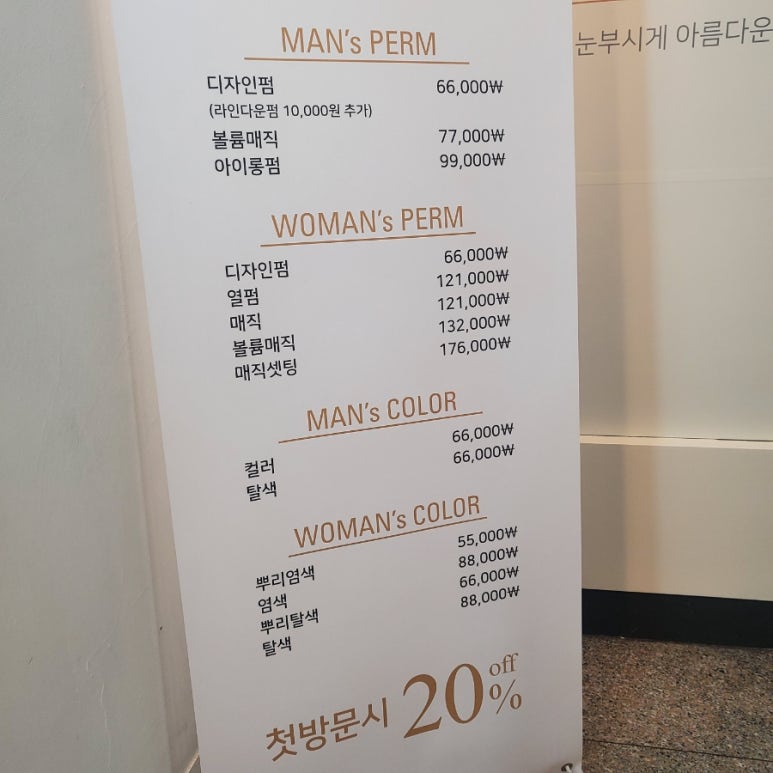 눈부시게 아름다운
MAN's PERM
디자인펌 66,000₩
(라인다운펌 10,000원 추가)
볼륨매직 77,000₩
아이롱펌 99,000₩
WOMAN's PERM
디자인펌 66,000₩
열펌 121,000₩
매직 121,000₩
볼륨매직 132,000₩
매직셋팅 176,000₩
MAN's COLOR
컬러 66,000₩
탈색 66,000₩
WOMAN's COLOR
뿌리염색 55,000₩
염색 88,000₩
뿌리탈색 66,000₩
탈색 88,000₩
첫방문시 20% off